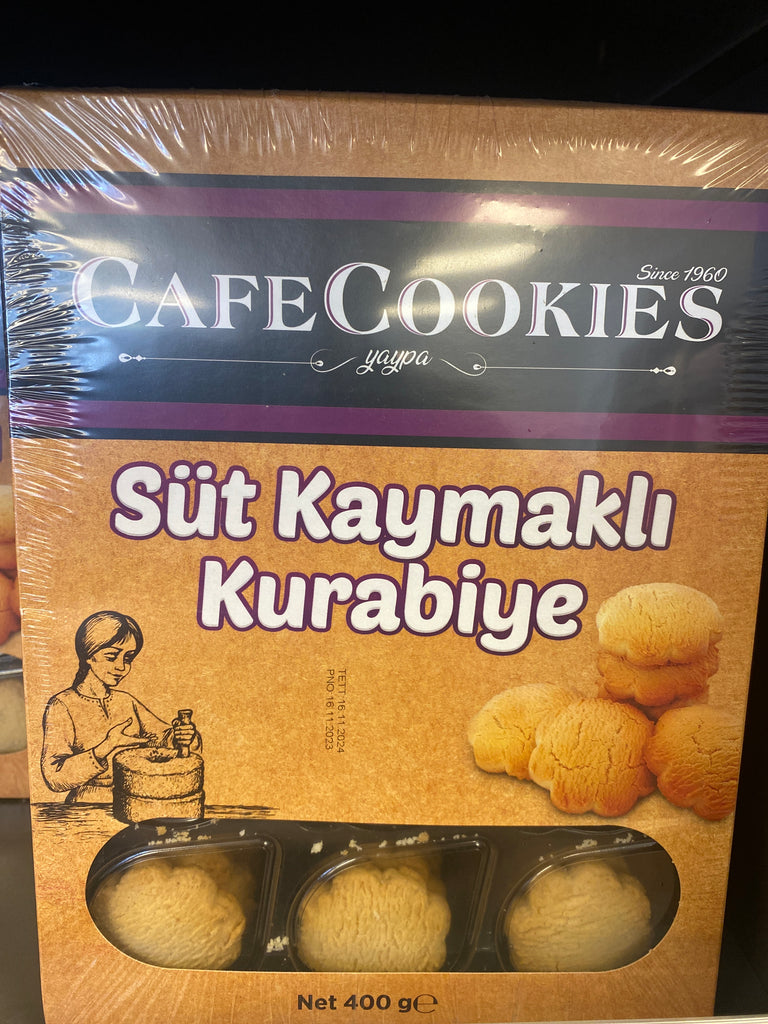 Since 1960
CAFECOOKIES
yaypa
Süt Kaymaklı
Kurabiye
TETT 16.11.2024
PNO 16.11.2023
Net 400 g℮